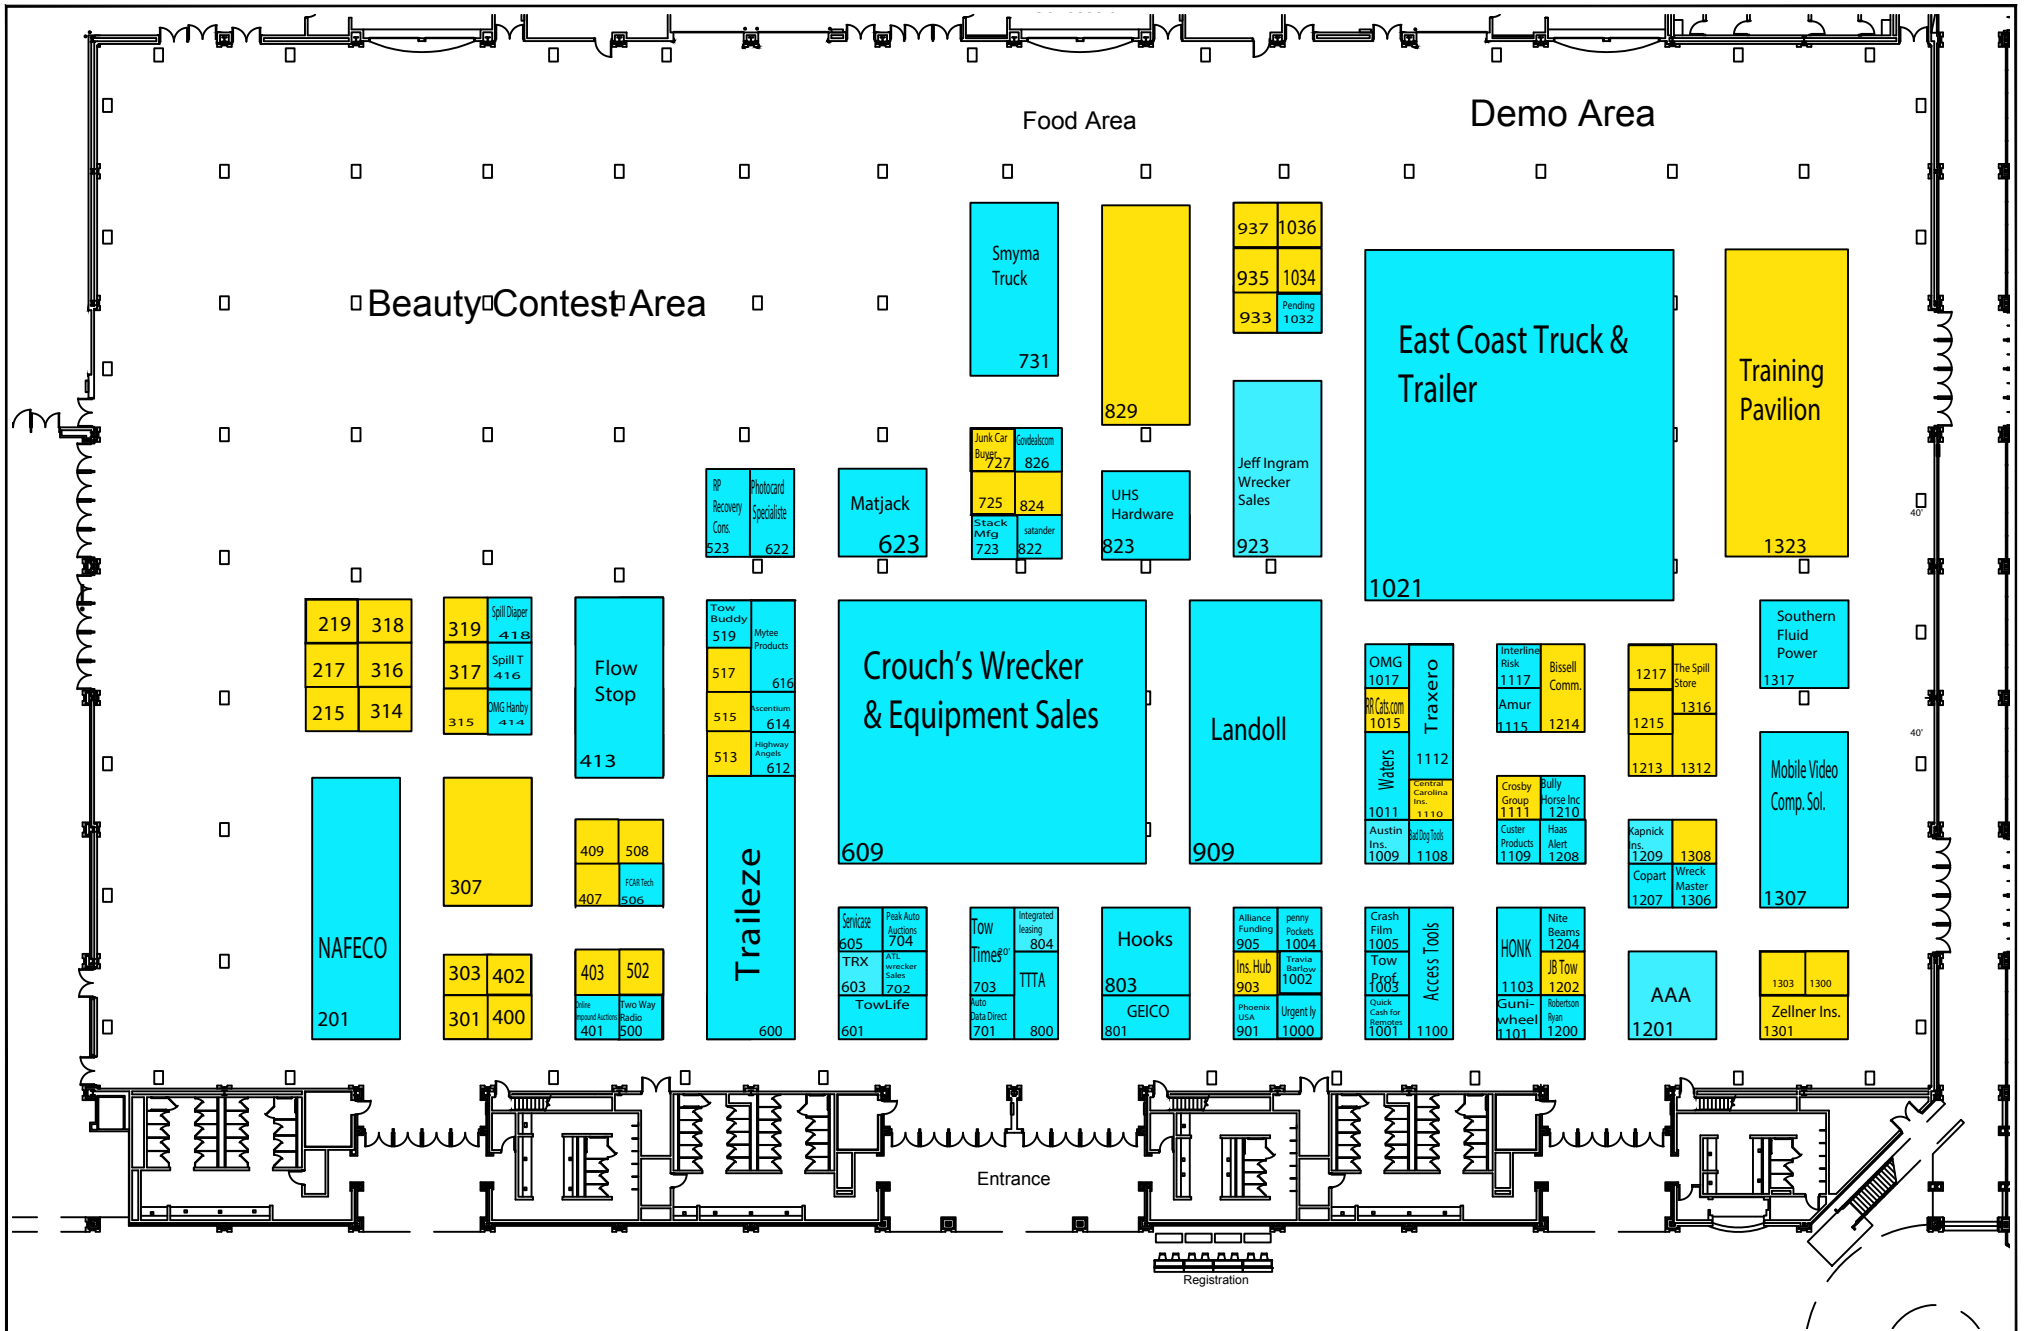 Food Area
Demo Area
Beauty Contest Area
Smyma
Truck
731
829
937
1036
935
1034
933
Pending
1032
East Coast Truck &
Trailer
1021
Training
Pavilion
1323
Junk Car
Buyer
727
Govdealscom
826
725
824
Stack
Mfg
723
satander
822
RP
Recovery
Cons.
523
Photocard
Specialiste
622
Matjack
623
UHS
Hardware
823
Jeff Ingram
Wrecker
Sales
923
40'
219
318
217
316
215
314
319
Spill Diaper
418
317
Spill T
416
315
OMG Hanby
414
Flow
Stop
413
Tow
Buddy
519
Mytee
Products
616
517
515
Ascentium
614
513
Highway
Angels
612
Crouch's Wrecker
& Equipment Sales
609
Landoll
909
OMG
1017
RR Cats.com
1015
Traxero
1112
Waters
1011
Central
Carolina
Ins.
1110
Austin
Ins.
1009
Bad Dog Tools
1108
Interline
Risk
1117
Bissell
Comm.
1214
Amur
1115
Crosby
Group
1111
Bully
Horse Inc
1210
Custer
Products
1109
Haas
Alert
1208
1217
The Spill
Store
1316
1215
1213
1312
Kapnick
Ins.
1209
1308
Copart
1207
Wreck
Master
1306
Southern
Fluid
Power
1317
40'
Mobile Video
Comp. Sol.
1307
NAFECO
201
307
409
508
407
FCAR Tech
506
303
402
301
400
403
502
Online
Impound Auctions
401
Two Way
Radio
500
Traileze
600
Servicase
605
Peak Auto
Auctions
704
TRX
603
ATL
wrecker
Sales
702
TowLife
601
Tow
Times
20'
703
Integrated
leasing
804
TTTA
800
Auto
Data Direct
701
Hooks
803
GEICO
801
Alliance
Funding
905
penny
Pockets
1004
Ins. Hub
903
Travia
Barlow
1002
Phoenix
USA
901
Urgent ly
1000
Crash
Film
1005
Tow
Prof.
1003
Quick
Cash for
Remotes
1001
Access Tools
1100
HONK
1103
Nite
Beams
1204
JB Tow
1202
Guni-
wheel
1101
Robertson
Ryan
1200
AAA
1201
1303
1300
Zellner Ins.
1301
Entrance
Registration